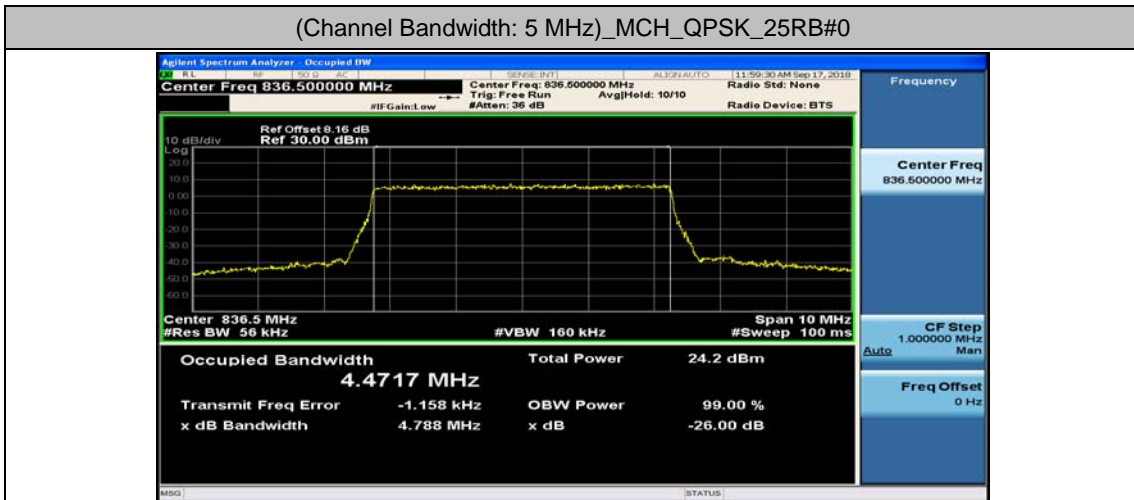 (Channel Bandwidth: 5 MHz)_MCH_QPSK_25RB#0
Agilent Spectrum Analyzer - Occupied BW
RL RF 50 Ω AC SENSE:INT ALIGNAUTO 11:59:30 AM Sep 17, 2018
Center Freq 836.500000 MHz Center Freq: 836.500000 MHz Radio Std: None
Trig: Free Run Avg|Hold: 10/10
#IFGain:Low #Atten: 36 dB Radio Device: BTS
Frequency
Ref Offset 8.16 dB
10 dB/div Ref 30.00 dBm
Log
20.0
10.0
0.00
-10.0
-20.0
-30.0
-40.0
-50.0
-60.0
Center Freq
836.500000 MHz
Center 836.5 MHz Span 10 MHz
#Res BW 56 kHz #VBW 160 kHz #Sweep 100 ms
CF Step
1.000000 MHz
Auto Man
Occupied Bandwidth Total Power 24.2 dBm
4.4717 MHz
Transmit Freq Error -1.158 kHz OBW Power 99.00 %
x dB Bandwidth 4.788 MHz x dB -26.00 dB
Freq Offset
0 Hz
MSG STATUS